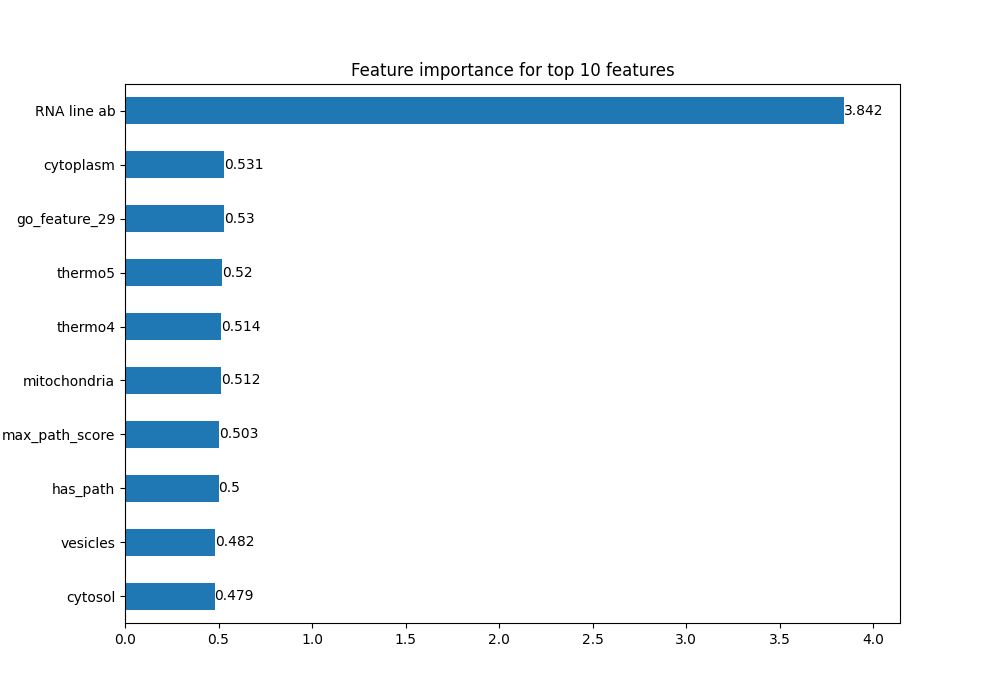 Feature importance for top 10 features
RNA line ab 3.842
cytoplasm 0.531
go_feature_29 0.53
thermo5 0.52
thermo4 0.514
mitochondria 0.512
max_path_score 0.503
has_path 0.5
vesicles 0.482
cytosol 0.479
0.0 0.5 1.0 1.5 2.0 2.5 3.0 3.5 4.0